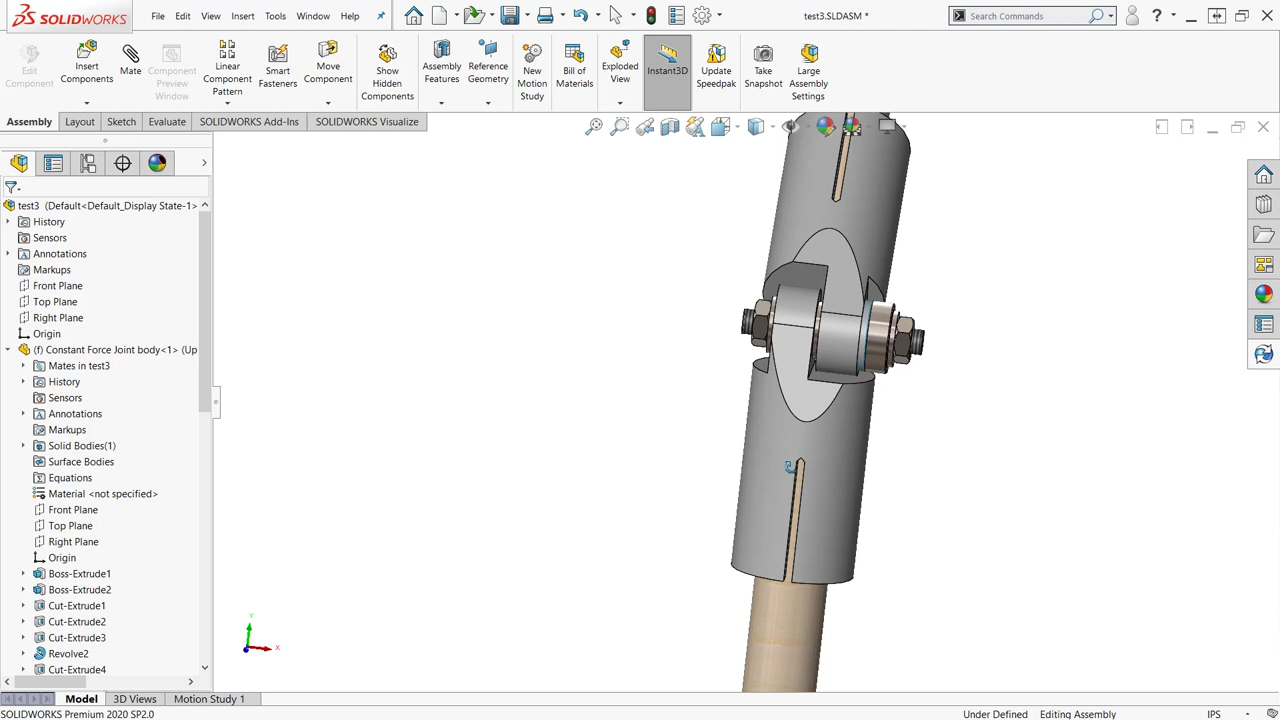 SOLIDWORKS
File Edit View Insert Tools Window Help
test3.SLDASM *
Search Commands
?
Edit Component
Insert Components
Mate
Component Preview Window
Linear Component Pattern
Smart Fasteners
Move Component
Show Hidden Components
Assembly Features
Reference Geometry
New Motion Study
Bill of Materials
Exploded View
Instant3D
Update Speedpak
Take Snapshot
Large Assembly Settings
Assembly Layout Sketch Evaluate SOLIDWORKS Add-Ins SOLIDWORKS Visualize
test3 (Default<Default_Display State-1>
History
Sensors
Annotations
Markups
Front Plane
Top Plane
Right Plane
Origin
(f) Constant Force Joint body<1> (Up
Mates in test3
History
Sensors
Annotations
Markups
Solid Bodies(1)
Surface Bodies
Equations
Material <not specified>
Front Plane
Top Plane
Right Plane
Origin
Boss-Extrude1
Boss-Extrude2
Cut-Extrude1
Cut-Extrude2
Cut-Extrude3
Revolve2
Cut-Extrude4
Y
X
Model 3D Views Motion Study 1
SOLIDWORKS Premium 2020 SP2.0
Under Defined Editing Assembly IPS